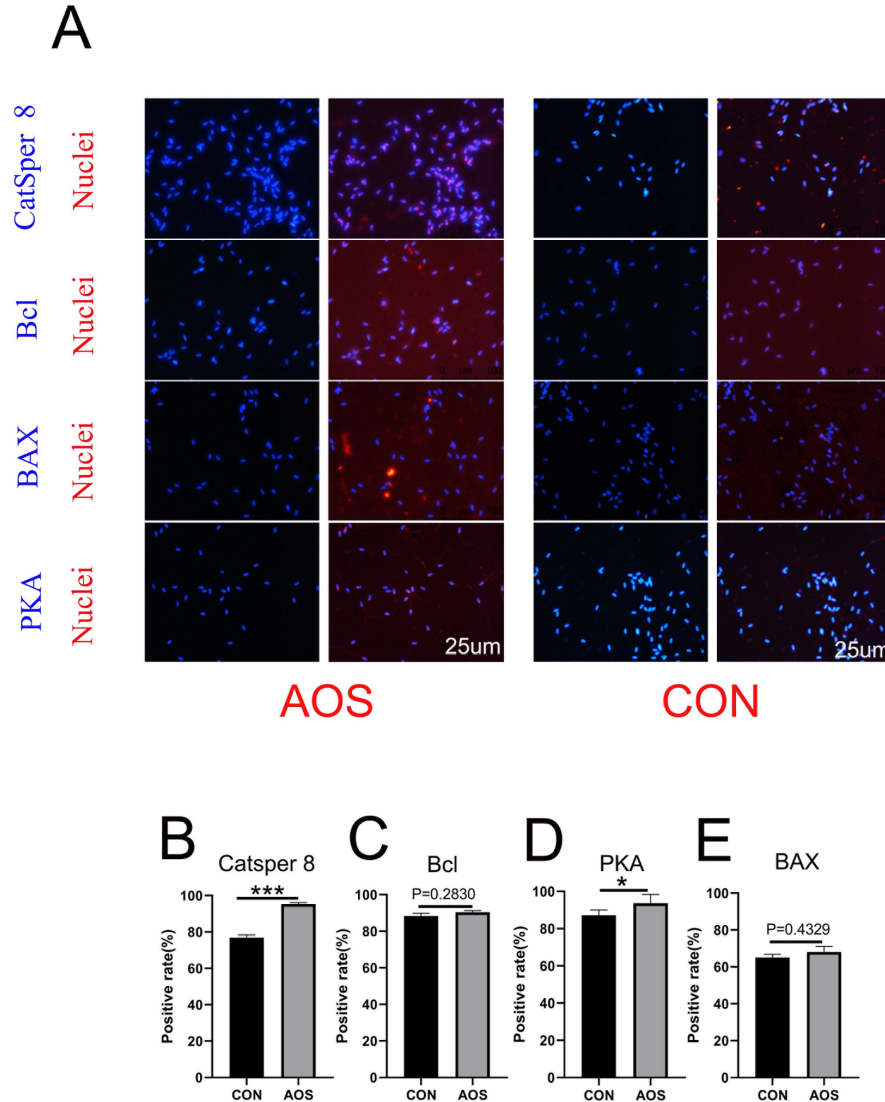 A
CatSper 8 Nuclei
Bcl Nuclei
BAX Nuclei
PKA Nuclei
25um 25um
AOS CON
B C D E
Catsper 8 Bcl PKA BAX
*** P=0.2830 * P=0.4329
Positive rate(%)
100
80
60
40
20
0
CON AOS
Positive rate(%)
100
80
60
40
20
0
CON AOS
Positive rate(%)
100
80
60
40
20
0
CON AOS
Positive rate(%)
100
80
60
40
20
0
CON AOS